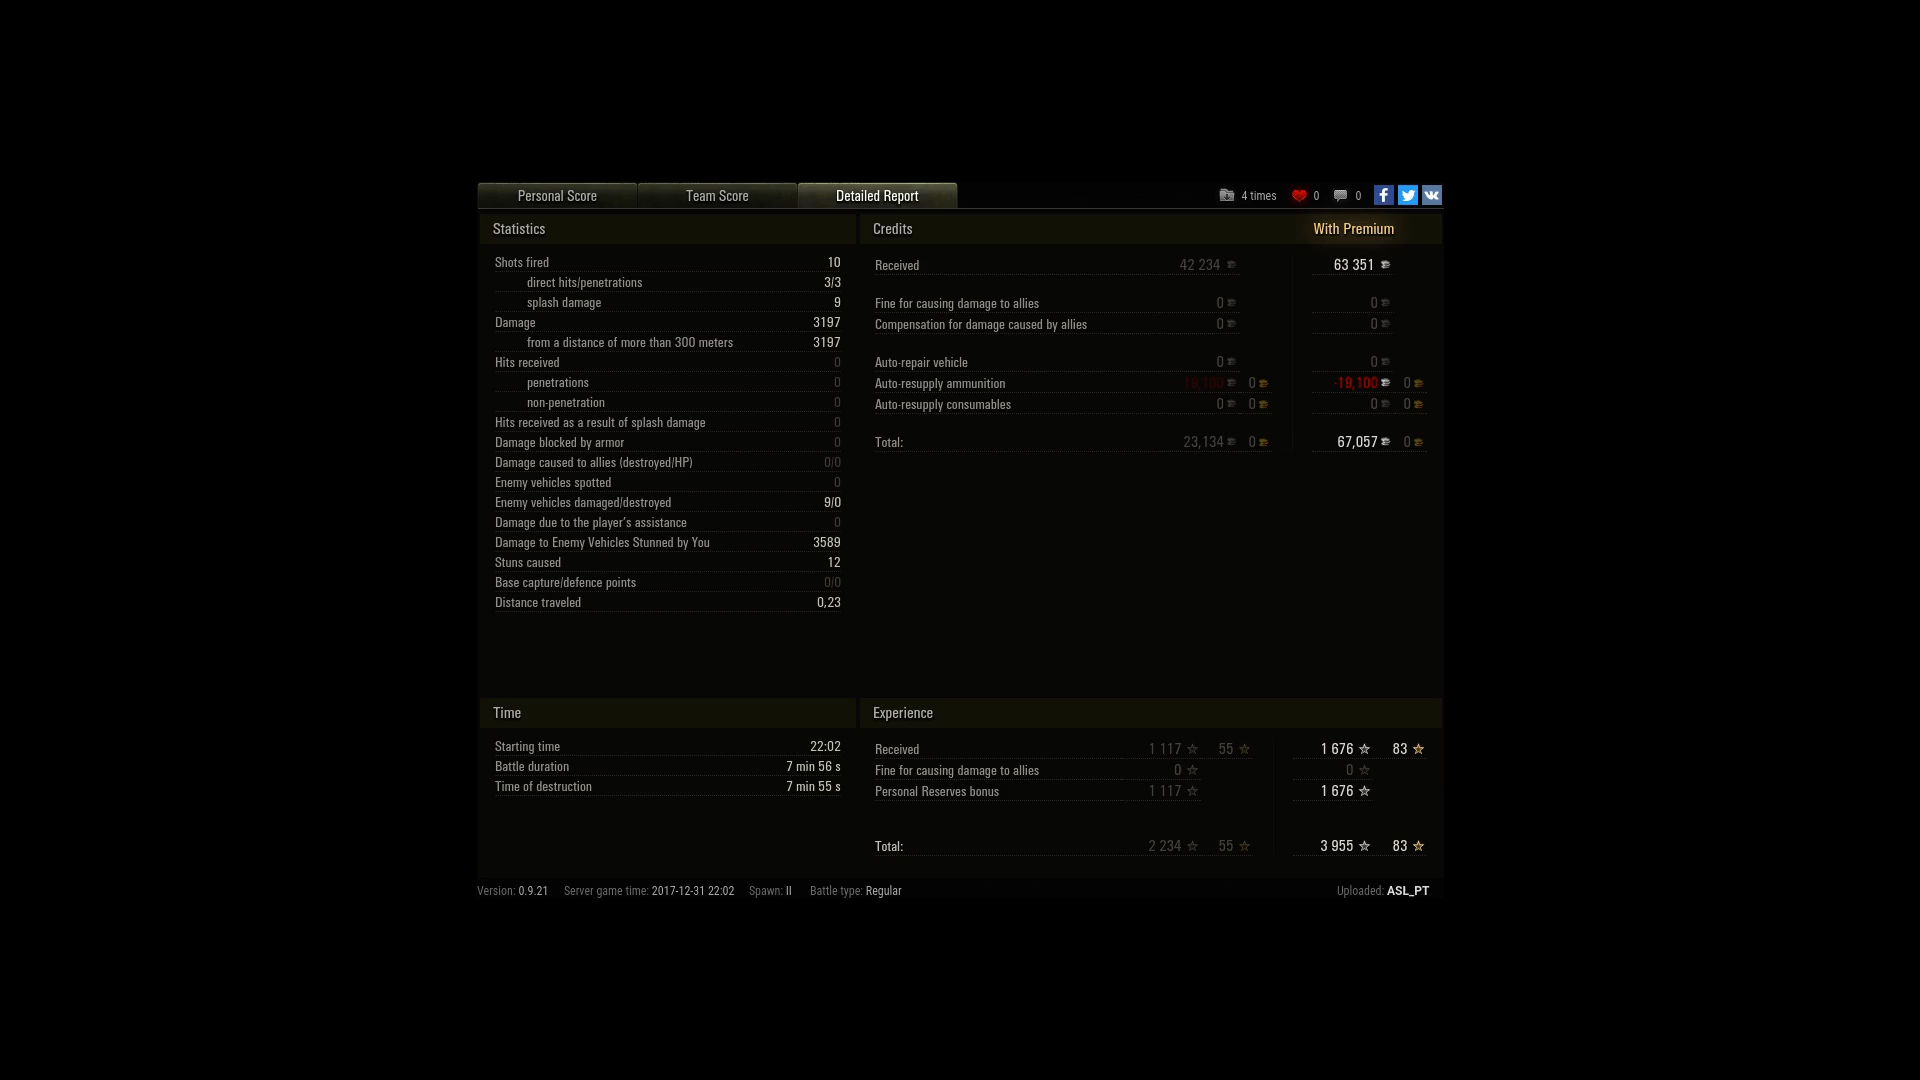 Personal Score Team Score Detailed Report 4 times 0 0
Statistics
Shots fired 10
direct hits/penetrations 3/3
splash damage 9
Damage 3197
from a distance of more than 300 meters 3197
Hits received 0
penetrations 0
non-penetration 0
Hits received as a result of splash damage 0
Damage blocked by armor 0
Damage caused to allies (destroyed/HP) 0/0
Enemy vehicles spotted 0
Enemy vehicles damaged/destroyed 9/0
Damage due to the player's assistance 0
Damage to Enemy Vehicles Stunned by You 3589
Stuns caused 12
Base capture/defence points 0/0
Distance traveled 0,23
Credits With Premium
Received 42 234 63 351
Fine for causing damage to allies 0 0
Compensation for damage caused by allies 0 0
Auto-repair vehicle 0 0
Auto-resupply ammunition -19,100 0 -19,100 0
Auto-resupply consumables 0 0 0 0
Total: 23,134 0 67,057 0
Time
Starting time 22:02
Battle duration 7 min 56 s
Time of destruction 7 min 55 s
Experience
Received 1 117 55 1 676 83
Fine for causing damage to allies 0 0
Personal Reserves bonus 1 117 1 676
Total: 2 234 55 3 955 83
Version: 0.9.21 Server game time: 2017-12-31 22:02 Spawn: II Battle type: Regular Uploaded: ASL_PT